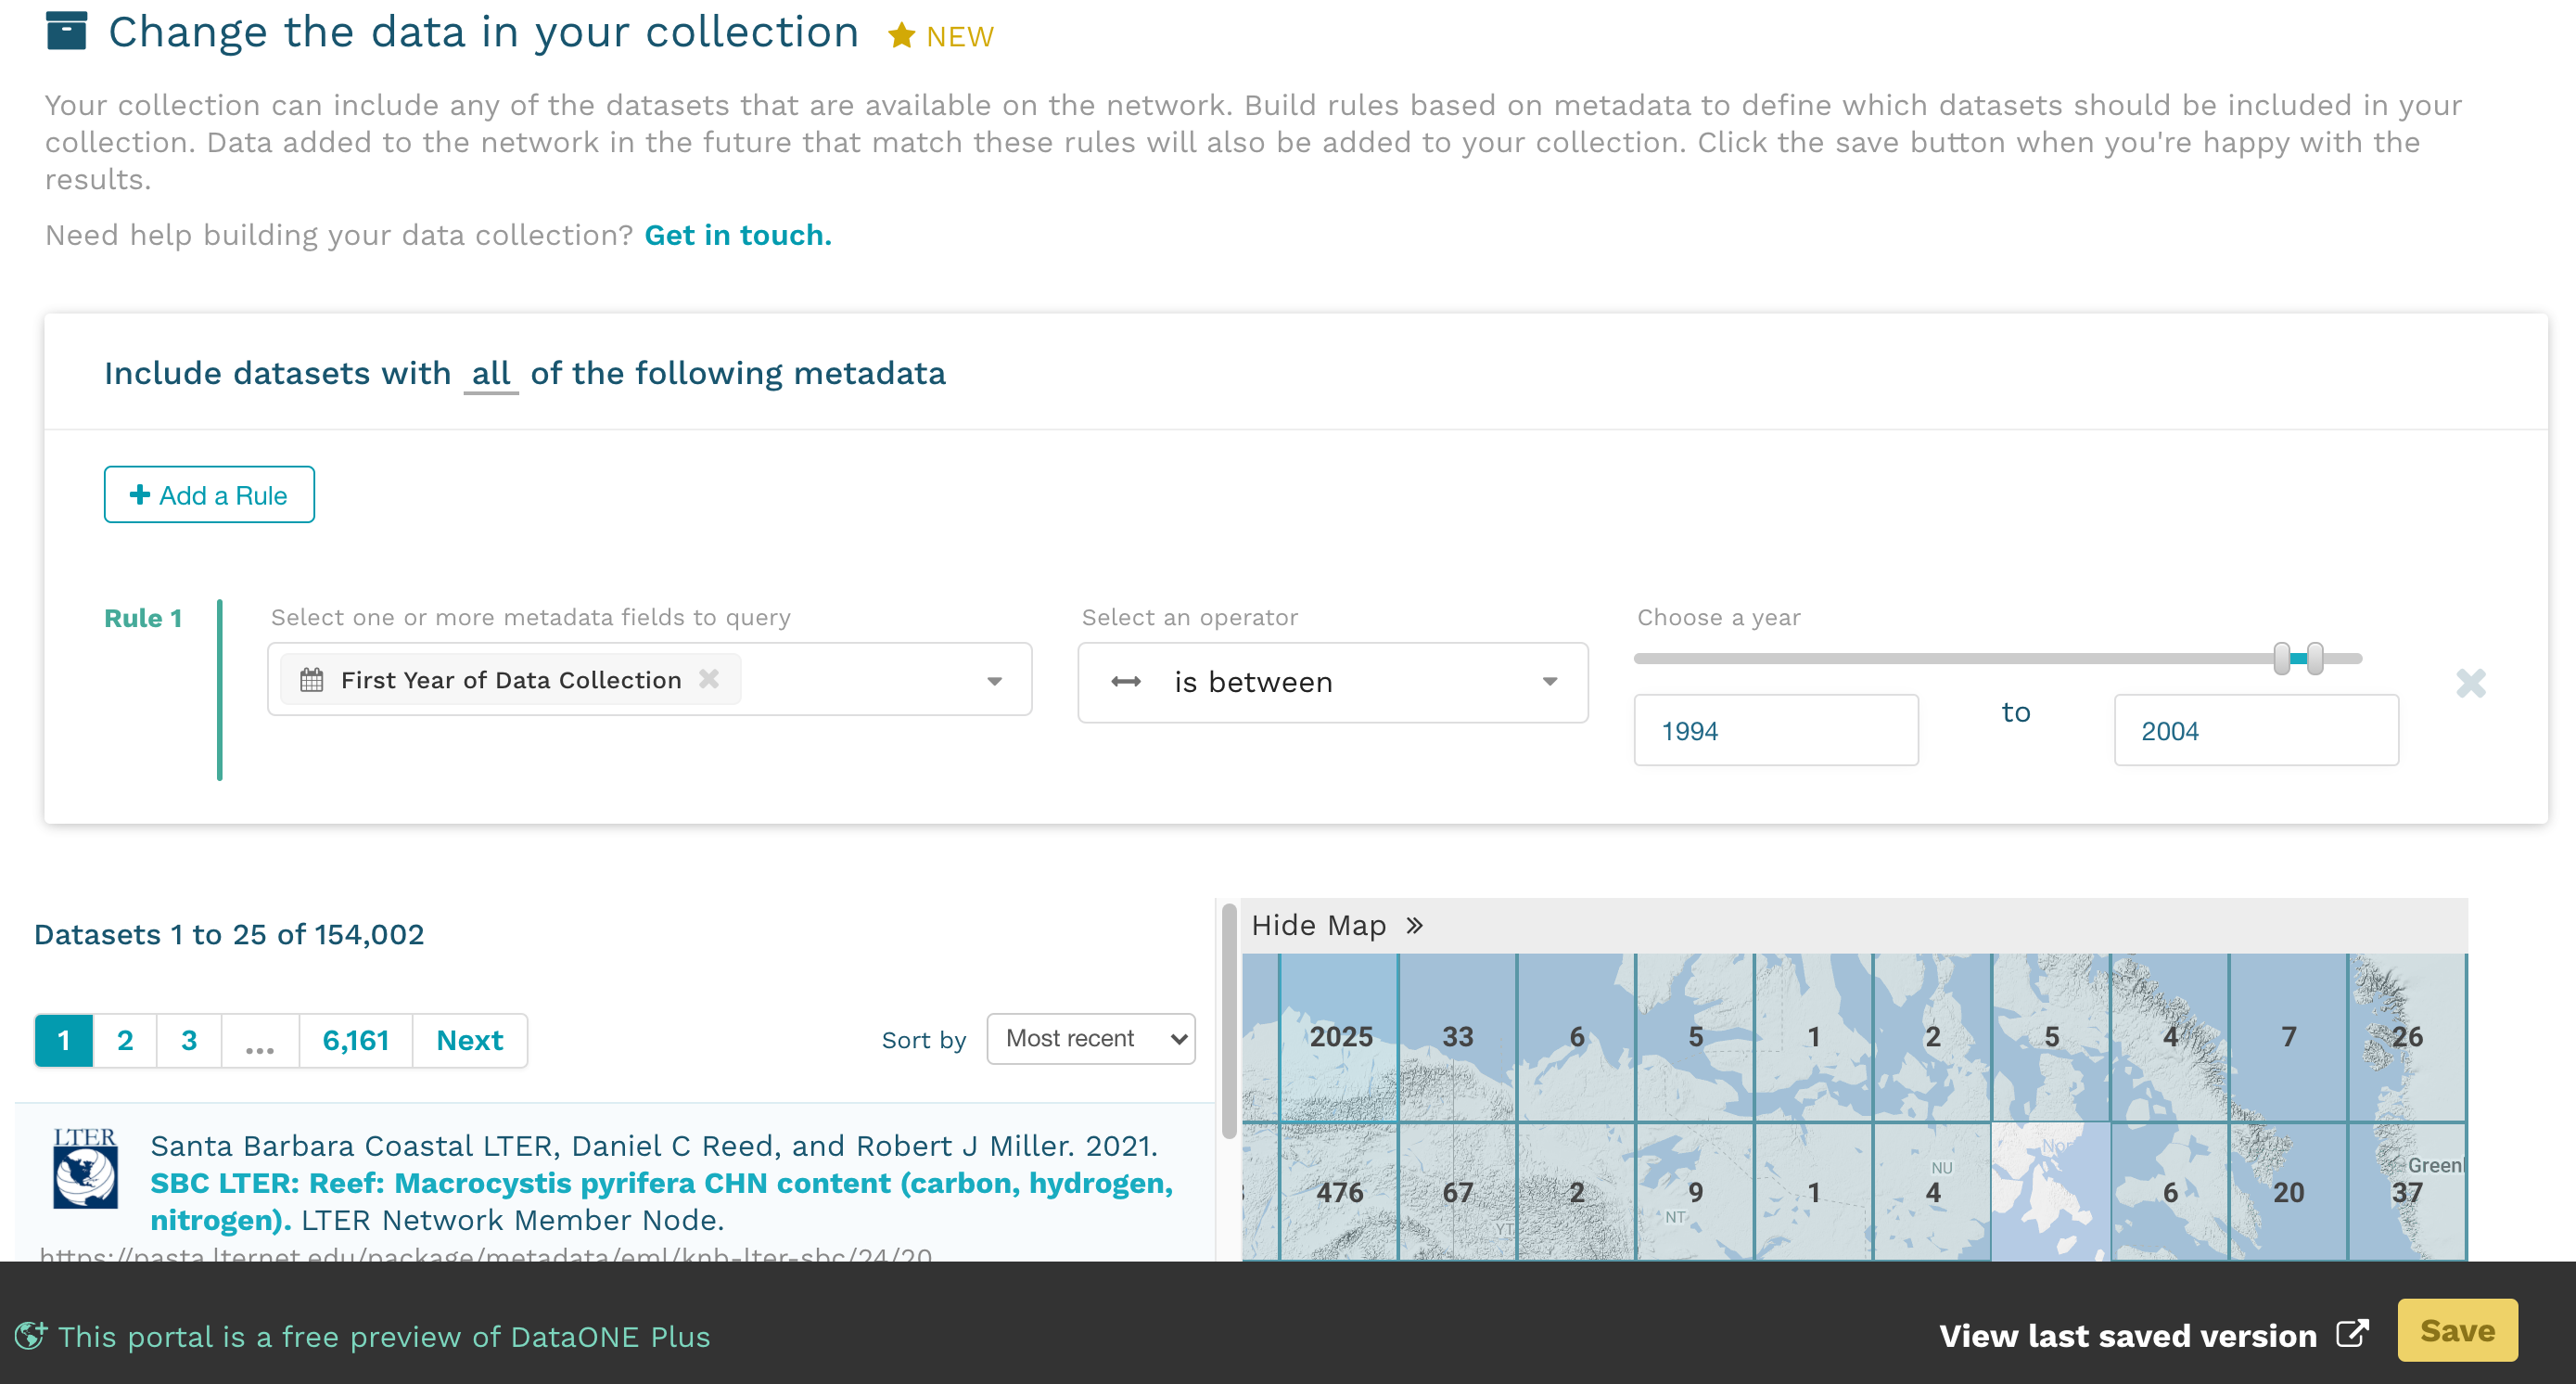 Change the data in your collection NEW
Your collection can include any of the datasets that are available on the network. Build rules based on metadata to define which datasets should be included in your
collection. Data added to the network in the future that match these rules will also be added to your collection. Click the save button when you're happy with the
results.
Need help building your data collection? Get in touch.
Include datasets with all of the following metadata
Add a Rule
Rule 1
Select one or more metadata fields to query
First Year of Data Collection
Select an operator
is between
Choose a year
1994 to 2004
Datasets 1 to 25 of 154,002
1 2 3 ... 6,161 Next
Sort by Most recent
LTER
Santa Barbara Coastal LTER, Daniel C Reed, and Robert J Miller. 2021.
SBC LTER: Reef: Macrocystis pyrifera CHN content (carbon, hydrogen,
nitrogen). LTER Network Member Node.
https://pasta.lternet.edu/package/metadata/eml/knb-lter-sbc/24/20
Hide Map »
2025 33 6 5 1 2 5 4 7 26
476 67 2 9 1 4 6 20 37
YT
NT
NU
Greenl
This portal is a free preview of DataONE Plus
View last saved version
Save